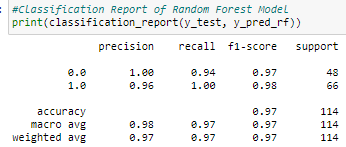 #Classification Report of Random Forest Model
print(classification_report(y_test, y_pred_rf))
precision recall f1-score support
0.0 1.00 0.94 0.97 48
1.0 0.96 1.00 0.98 66
accuracy 0.97 114
macro avg 0.98 0.97 0.97 114
weighted avg 0.97 0.97 0.97 114